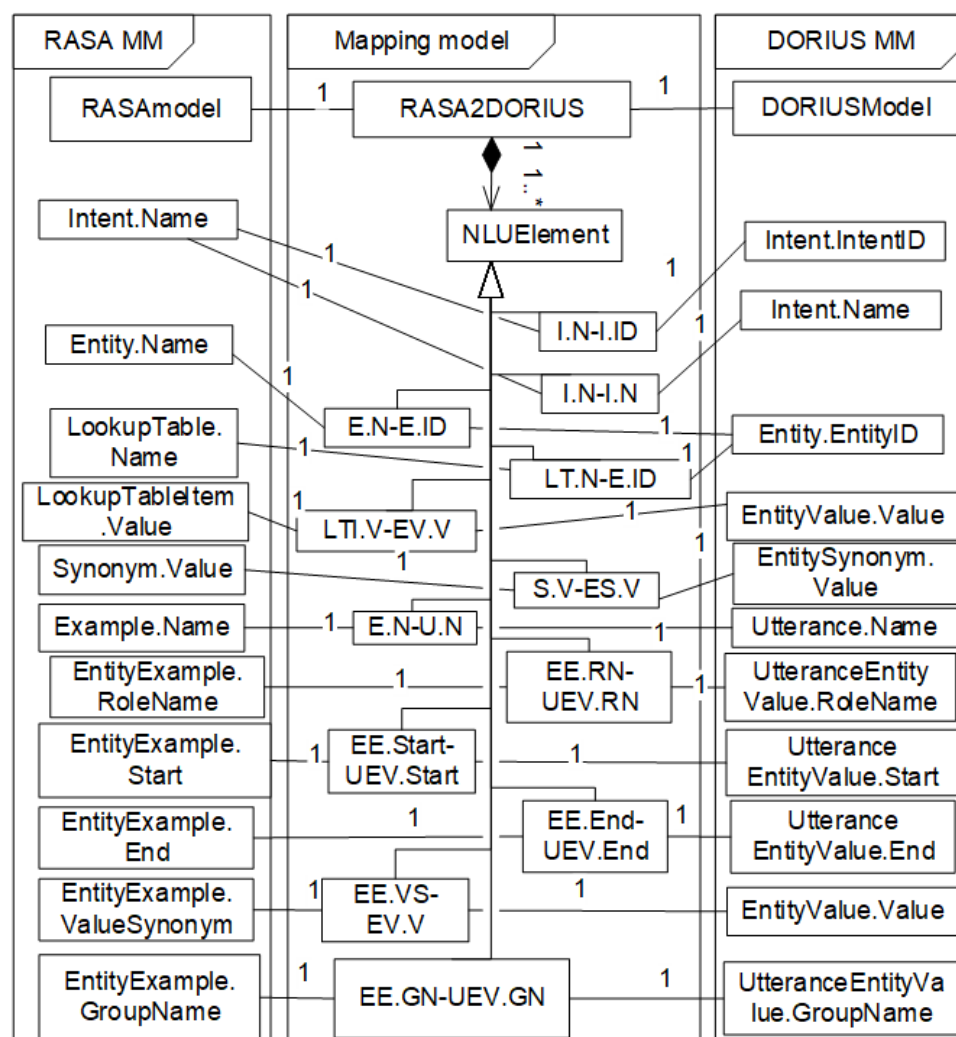 RASA MM
Mapping model
DORIUS MM
RASAmodel
1
RASA2DORIUS
1
DORIUSModel
1
1..*
NLUElement
Intent.Name
1
1
Intent.IntentID
1
I.N-I.ID
1
Intent.Name
Entity.Name
1
I.N-I.N
E.N-E.ID
1
Entity.EntityID
LookupTable.
Name
1
LT.N-E.ID
1
LookupTableItem
.Value
1
LTI.V-EV.V
1
EntityValue.Value
Synonym.Value
1
S.V-ES.V
1
EntitySynonym.
Value
Example.Name
1
E.N-U.N
1
Utterance.Name
EntityExample.
RoleName
1
EE.RN-
UEV.RN
1
UtteranceEntity
Value.RoleName
EntityExample.
Start
1
EE.Start-
UEV.Start
1
Utterance
EntityValue.Start
EntityExample.
End
1
EE.End-
UEV.End
1
Utterance
EntityValue.End
EntityExample.
ValueSynonym
1
EE.VS-
EV.V
1
EntityValue.Value
EntityExample.
GroupName
1
EE.GN-UEV.GN
1
UtteranceEntityVa
lue.GroupName